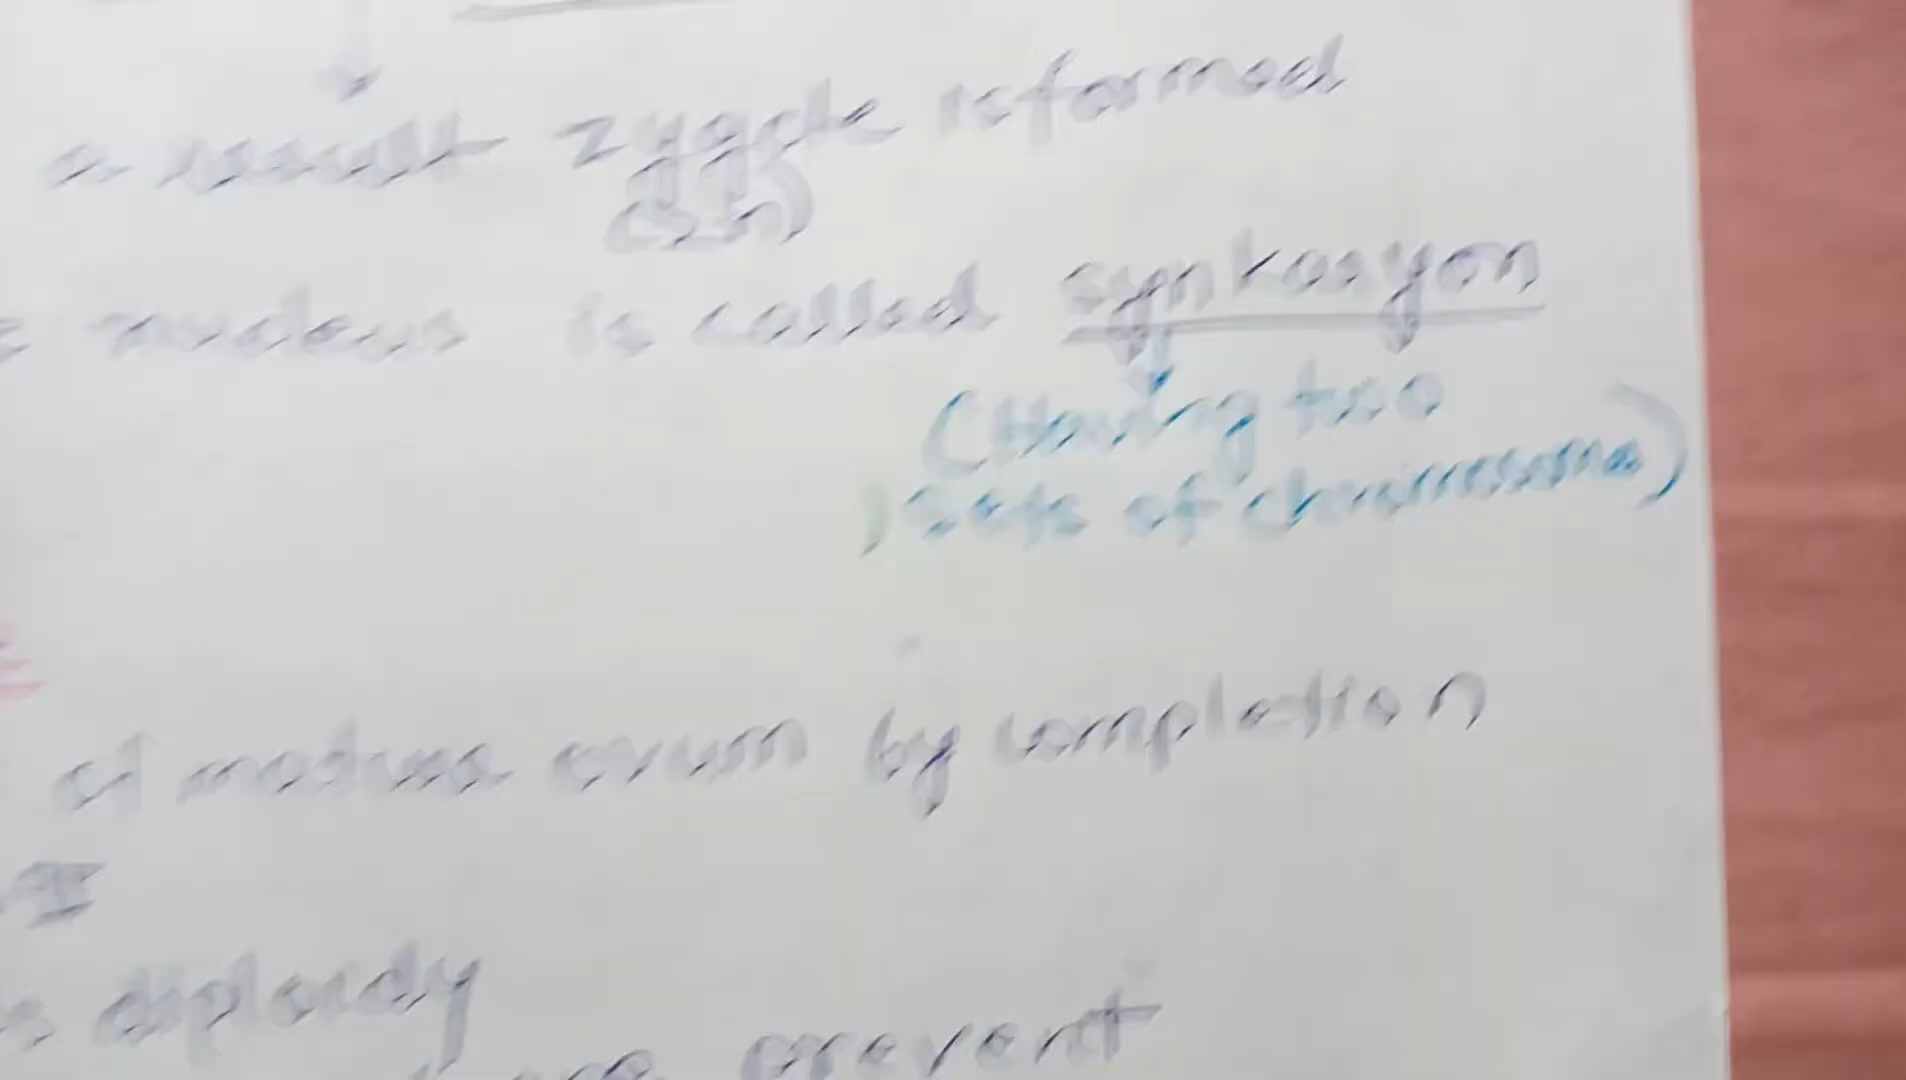 a result zygote is formed
(2n)
nucleus is called synkaryon
(Having two
sets of chromosome)
of mature ovum by completion
II
diploidy
prevent